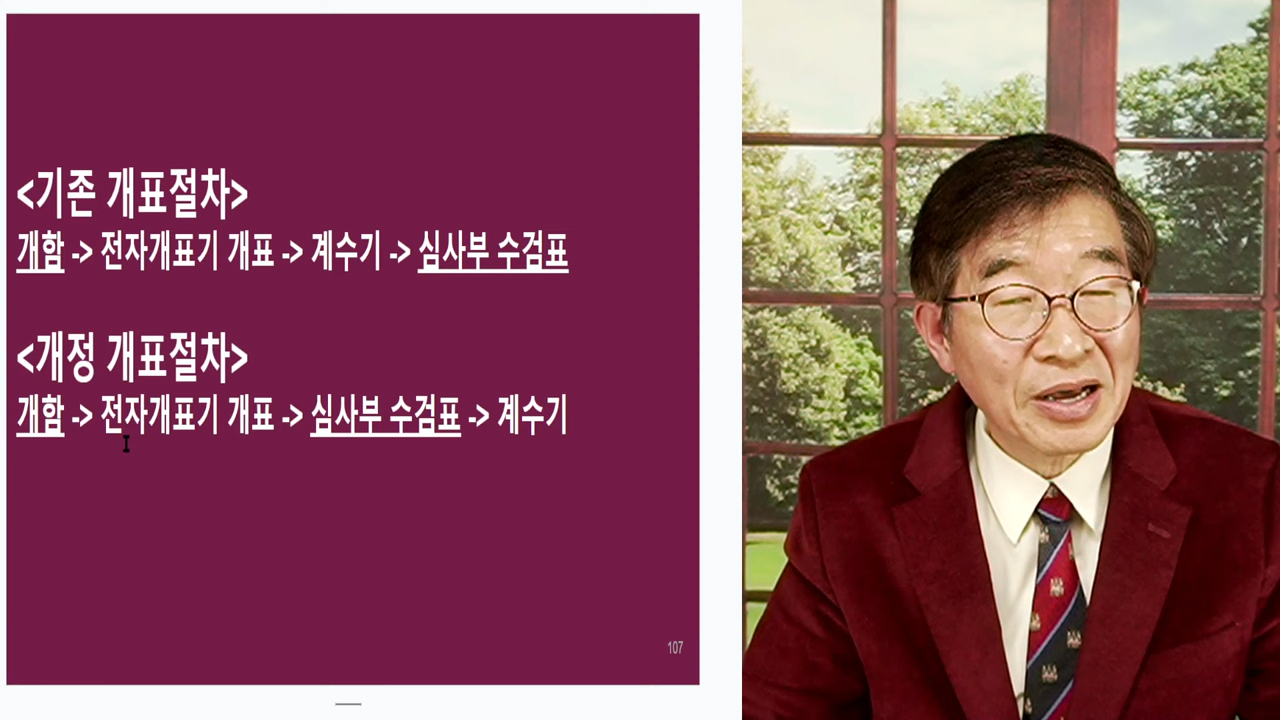 <기존 개표절차>
개함 -> 전자개표기 개표 -> 계수기 -> 심사부 수검표
<개정 개표절차>
개함 -> 전자개표기 개표 -> 심사부 수검표 -> 계수기
107